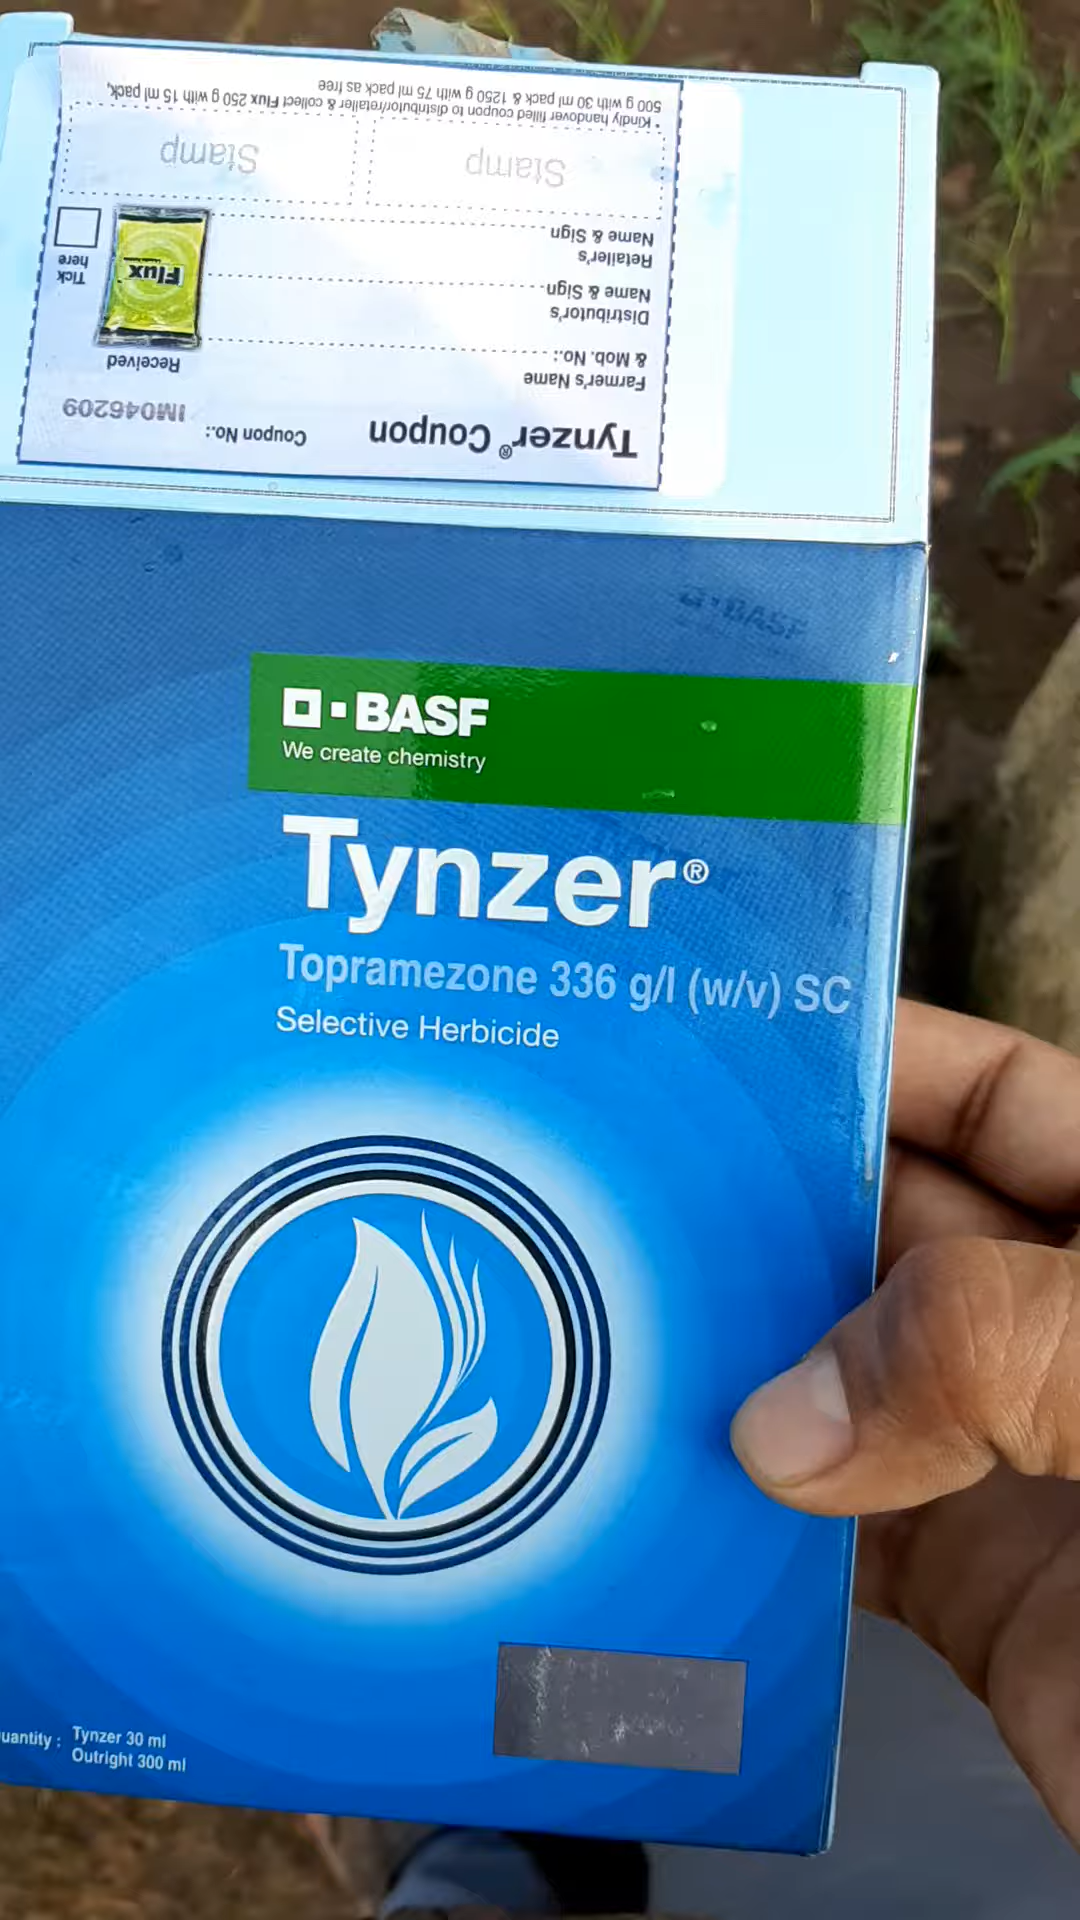 * Kindly handover filled coupon to distributor/retailer & collect Flux 250 g with 15 ml pack,
500 g with 30 ml pack & 1250 g with 75 ml pack as free
Stamp
Stamp
Retailer's
Name & Sign
Distributor's
Name & Sign
Farmer's Name
& Mob. No.:
Tick
here
Flux
Received
Tynzer® Coupon
Coupon No.:
IM046209
BASF
BASF
We create chemistry
Tynzer®
Topramezone 336 g/l (w/v) SC
Selective Herbicide
uantity :
Tynzer 30 ml
Outright 300 ml